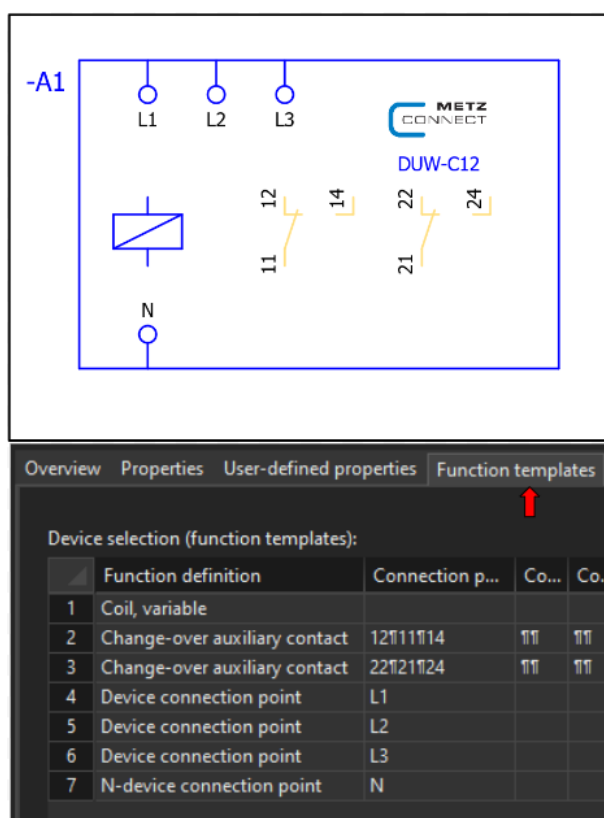 -A1
L1 L2 L3
METZ
CONNECT
DUW-C12
12 14 22 24
11 21
N
Overview Properties User-defined properties Function templates
Device selection (function templates):
Function definition Connection p... Co... Co.
1 Coil, variable
2 Change-over auxiliary contact 12¶11¶14 ¶¶ ¶¶
3 Change-over auxiliary contact 22¶21¶24 ¶¶ ¶¶
4 Device connection point L1
5 Device connection point L2
6 Device connection point L3
7 N-device connection point N